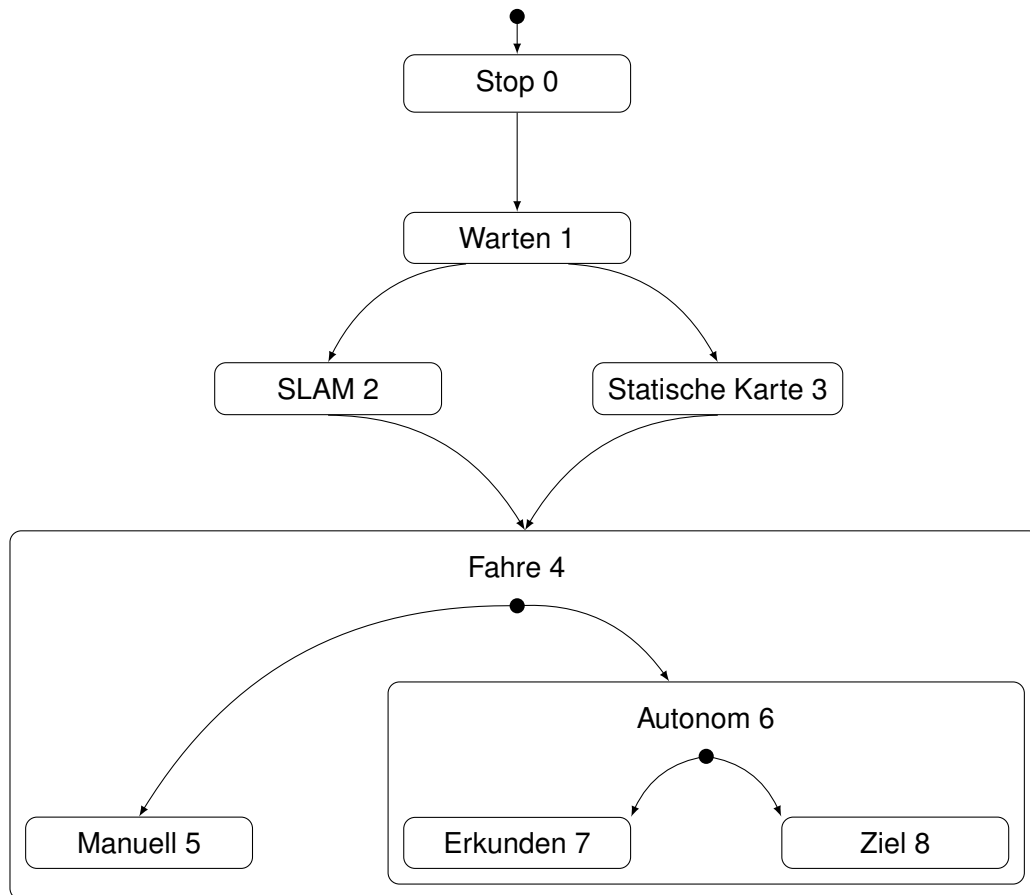 Stop 0
Warten 1
SLAM 2
Statische Karte 3
Fahre 4
Autonom 6
Manuell 5
Erkunden 7
Ziel 8